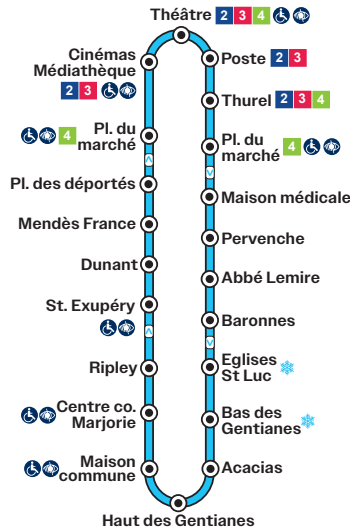 Théâtre 2 3 4
Cinémas
Médiathèque
2 3
Poste 2 3
Thurel 2 3 4
4 Pl. du
marché
Pl. du
marché 4
Pl. des déportés
Maison médicale
Mendès France
Pervenche
Dunant
Abbé Lemire
St. Exupéry
Baronnes
Ripley
Eglises
St Luc
Centre co.
Marjorie
Bas des
Gentianes
Maison
commune
Acacias
Haut des Gentianes